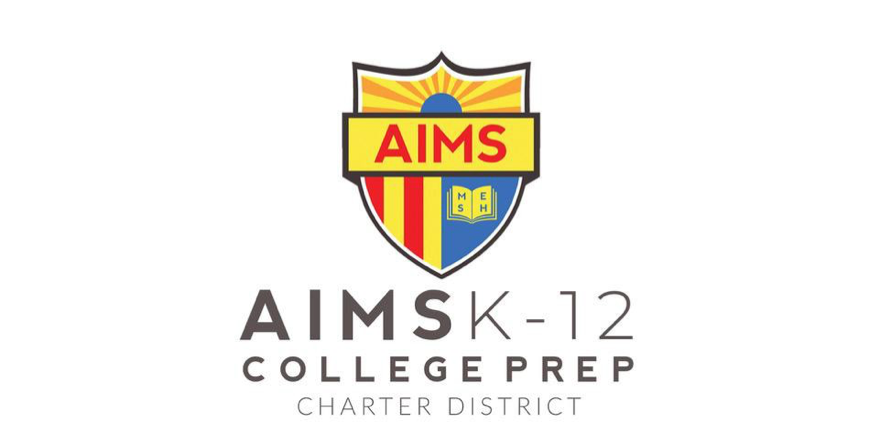 AIMS
M E
S H
AIMS K-12
COLLEGE PREP
CHARTER DISTRICT